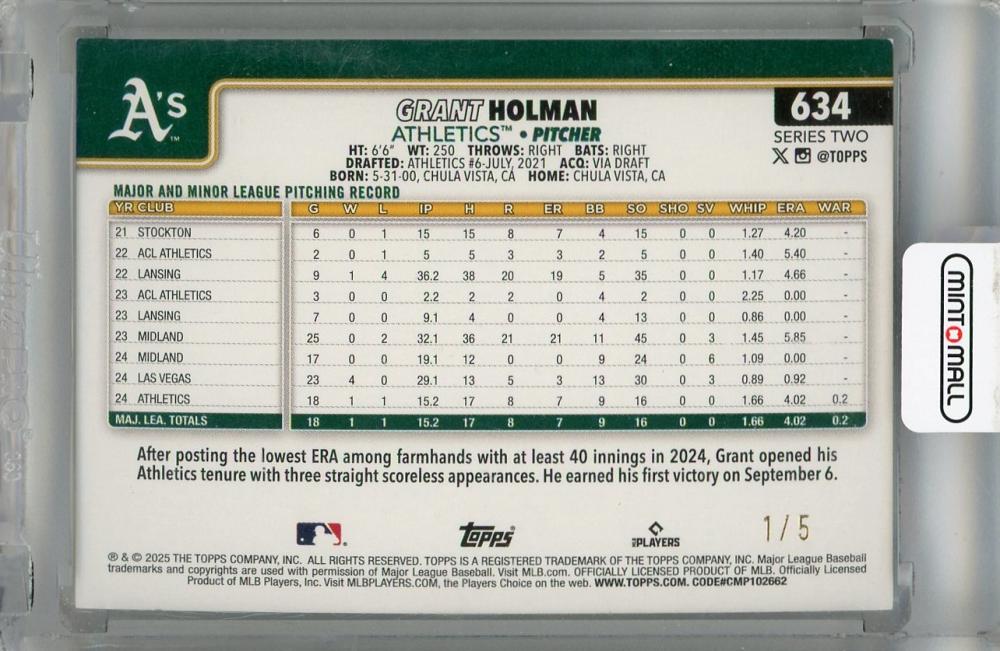 A's
™
GRANT HOLMAN
ATHLETICS™ • PITCHER
634
SERIES TWO
@TOPPS
HT: 6'6" WT: 250 THROWS: RIGHT BATS: RIGHT
DRAFTED: ATHLETICS #6-JULY, 2021 ACQ: VIA DRAFT
BORN: 5-31-00, CHULA VISTA, CA HOME: CHULA VISTA, CA
MAJOR AND MINOR LEAGUE PITCHING RECORD
YR CLUB G W L IP H R ER BB SO SHO SV WHIP ERA WAR
21 STOCKTON 6 0 1 15 15 8 7 4 15 0 0 1.27 4.20 -
22 ACL ATHLETICS 2 0 1 5 5 3 3 2 5 0 0 1.40 5.40 -
22 LANSING 9 1 4 36.2 38 20 19 5 35 0 0 1.17 4.66 -
23 ACL ATHLETICS 3 0 0 2.2 2 2 0 4 2 0 0 2.25 0.00 -
23 LANSING 7 0 0 9.1 4 0 0 4 13 0 0 0.86 0.00 -
23 MIDLAND 25 0 2 32.1 36 21 21 11 45 0 3 1.45 5.85 -
24 MIDLAND 17 0 0 19.1 12 0 0 9 24 0 6 1.09 0.00 -
24 LAS VEGAS 23 4 0 29.1 13 5 3 13 30 0 3 0.89 0.92 -
24 ATHLETICS 18 1 1 15.2 17 8 7 9 16 0 0 1.66 4.02 0.2
MAJ. LEA. TOTALS 18 1 1 15.2 17 8 7 9 16 0 0 1.66 4.02 0.2
After posting the lowest ERA among farmhands with at least 40 innings in 2024, Grant opened his
Athletics tenure with three straight scoreless appearances. He earned his first victory on September 6.
Topps
PLAYERS
1/5
® & © 2025 THE TOPPS COMPANY, INC. ALL RIGHTS RESERVED. TOPPS IS A REGISTERED TRADEMARK OF THE TOPPS COMPANY, INC. Major League Baseball
trademarks and copyrights are used with permission of Major League Baseball. Visit MLB.com. OFFICIALLY LICENSED PRODUCT OF MLB. Officially Licensed
Product of MLB Players, Inc. Visit MLBPLAYERS.COM, the Players Choice on the web. WWW.TOPPS.COM. CODE#CMP102662
MINTOMALL